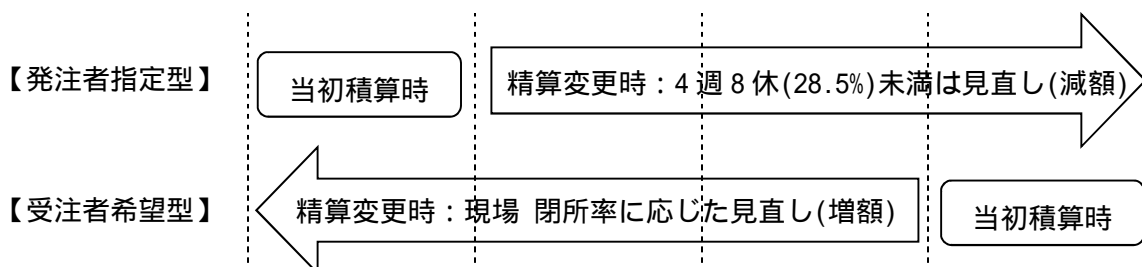 【発注者指定型】 当初積算時 精算変更時：4週8休(28.5%)未満は見直し(減額)
【受注者希望型】 精算変更時：現場 閉所率に応じた見直し(増額) 当初積算時